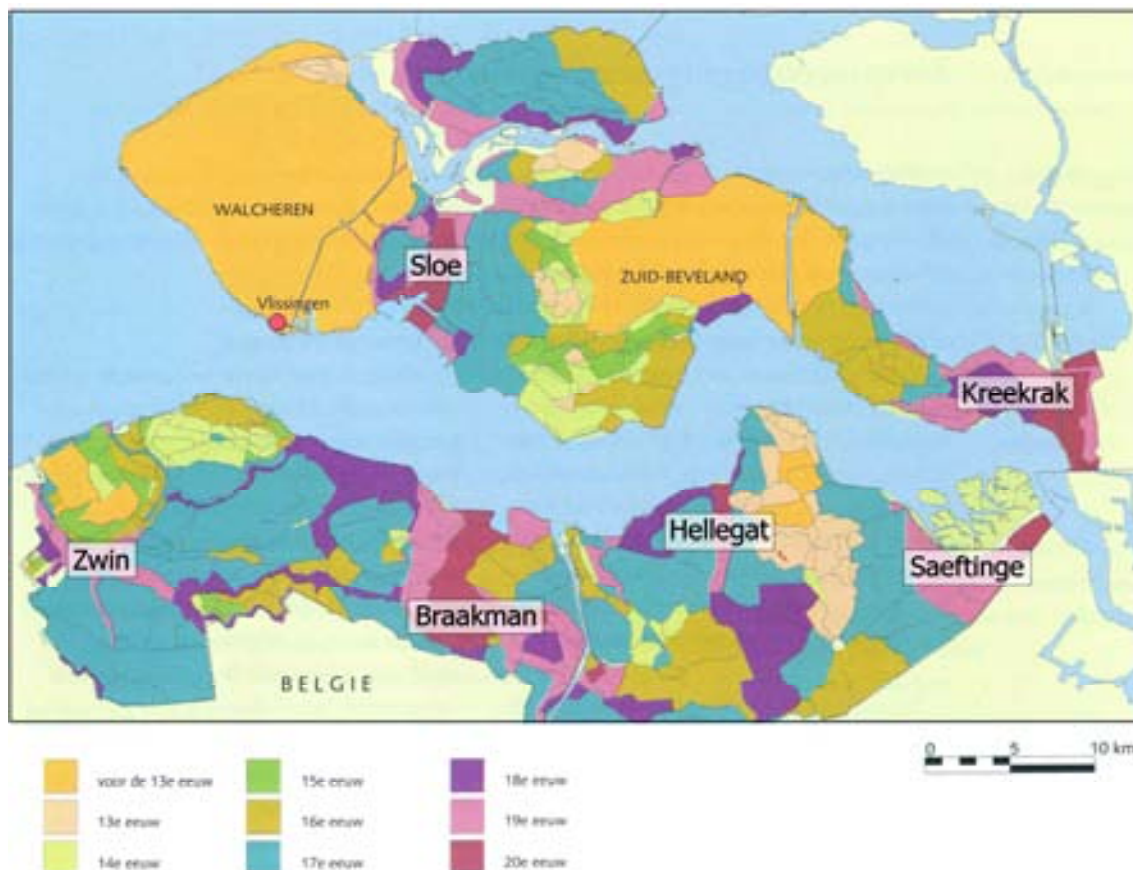 WALCHEREN
Sloe
ZUID-BEVELAND
Vlissingen
Kreekrak
Hellegat
Zwin
Saeftinge
Braakman
BELGIE
0 5 10 km
voor de 13e eeuw
15e eeuw
18e eeuw
13e eeuw
16e eeuw
19e eeuw
14e eeuw
17e eeuw
20e eeuw